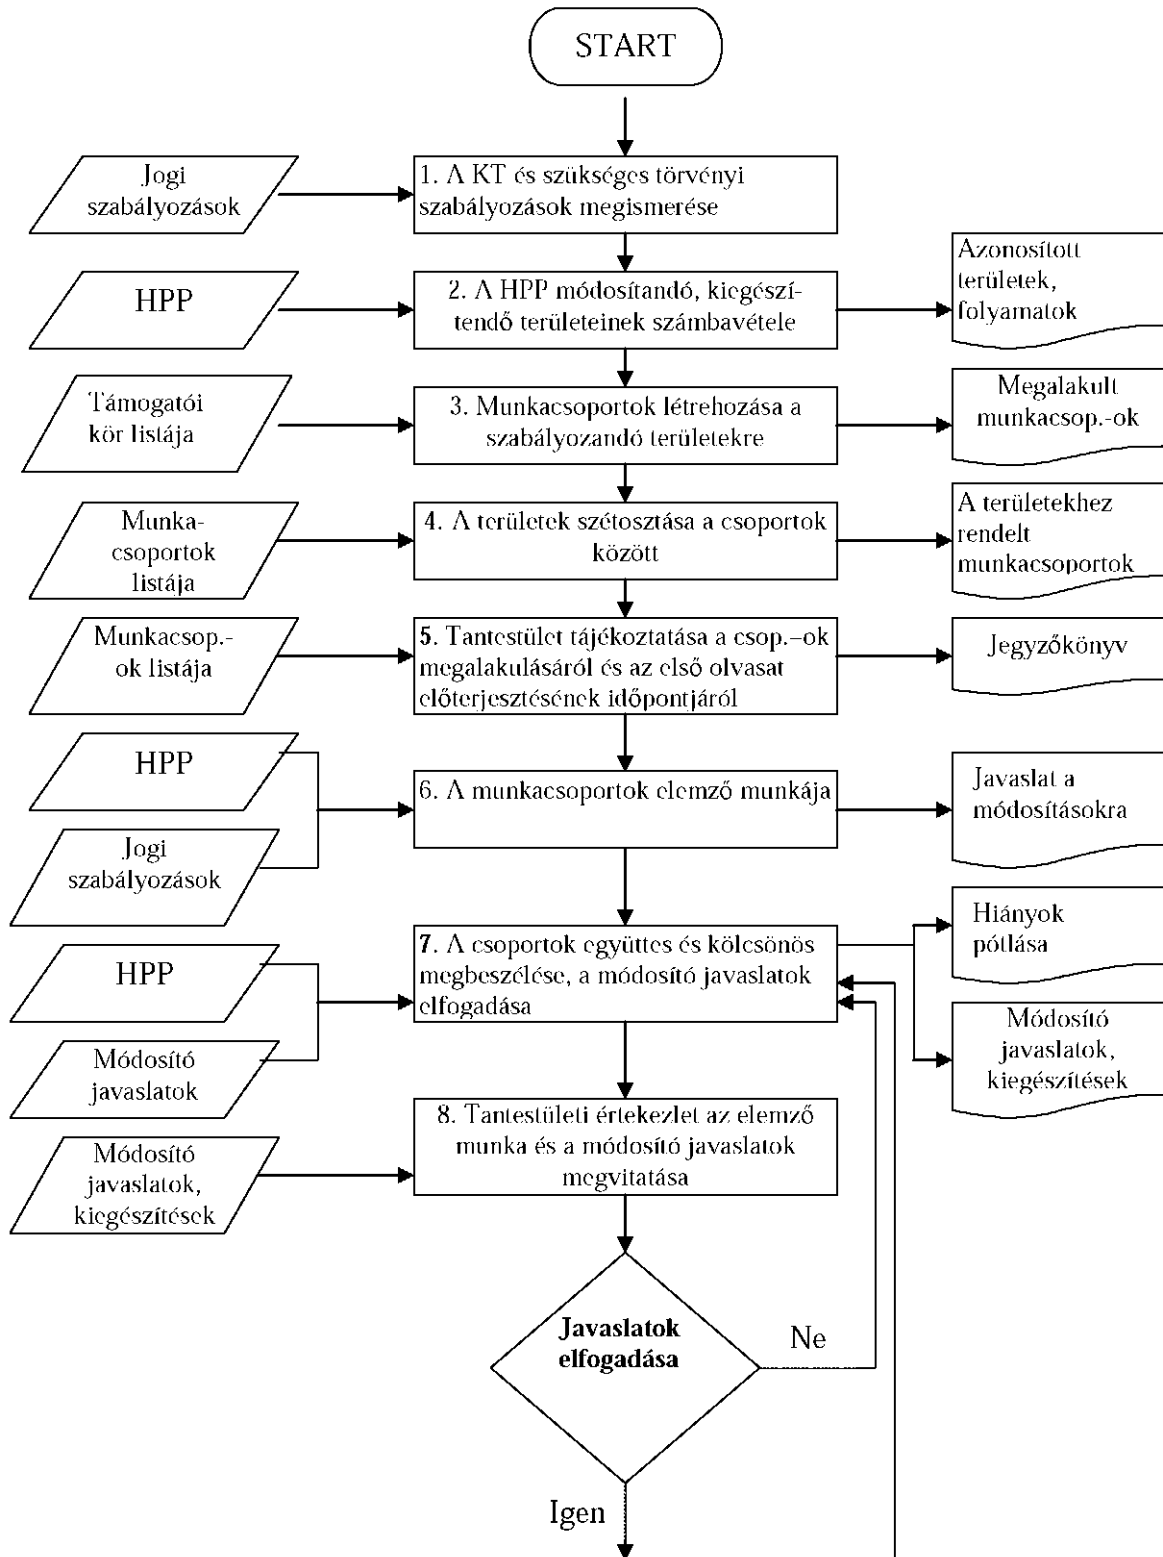 START
Jogi
szabályozások
1. A KT és szükséges törvényi
szabályozások megismerése
HPP
2. A HPP módosítandó, kiegészí-
tendő területeinek számbavétele
Azonosított
területek,
folyamatok
Támogatói
kör listája
3. Munkacsoportok létrehozása a
szabályozandó területekre
Megalakult
munkacsop.-ok
Munka-
csoportok
listája
4. A területek szétosztása a csoportok
között
A területekhez
rendelt
munkacsoportok
Munkacsop.-
ok listája
5. Tantestület tájékoztatása a csop.–ok
megalakulásáról és az első olvasat
előterjesztésének időpontjáról
Jegyzőkönyv
HPP
Jogi
szabályozások
6. A munkacsoportok elemző munkája
Javaslat a
módosításokra
HPP
Módosító
javaslatok
7. A csoportok együttes és kölcsönös
megbeszélése, a módosító javaslatok
elfogadása
Hiányok
pótlása
Módosító
javaslatok,
kiegészítések
Módosító
javaslatok,
kiegészítések
8. Tantestületi értekezlet az elemző
munka és a módosító javaslatok
megvitatása
Javaslatok
elfogadása
Ne
Igen